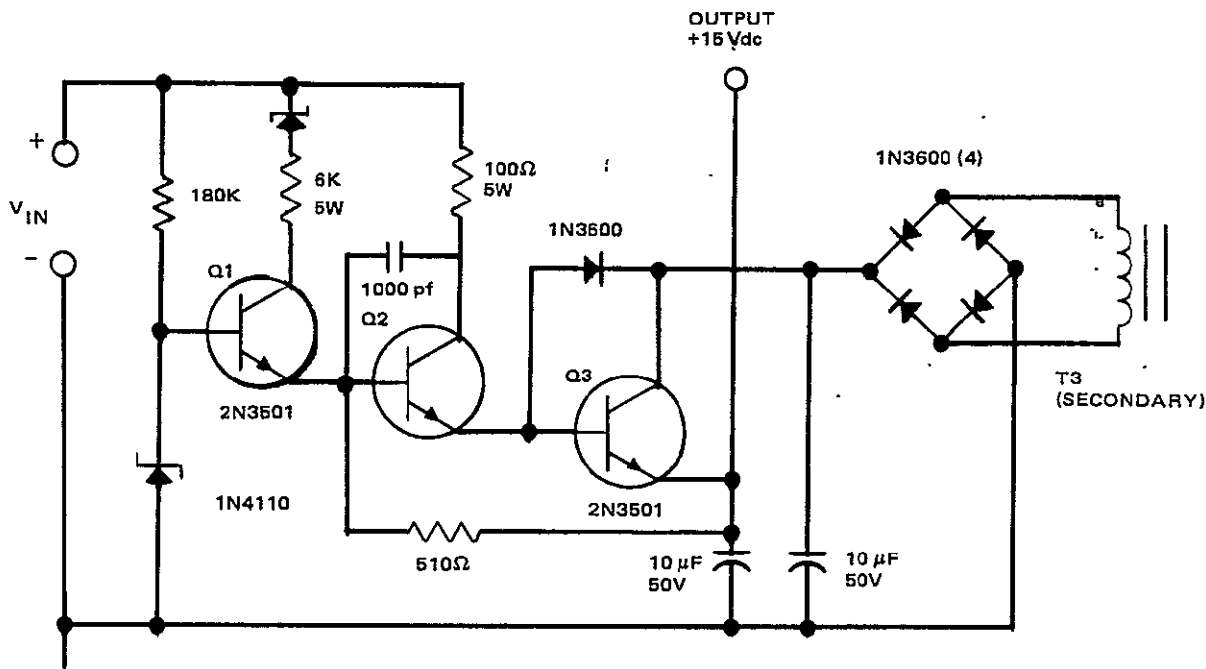 OUTPUT
+15 Vdc
+
V IN
-
180K
6K
5W
100Ω
5W
1N3600 (4)
1N3600
Q1
1000 pf
Q2
Q3
2N3501
T3
(SECONDARY)
1N4110
2N3501
510Ω
10 µF
50V
10 µF
50V